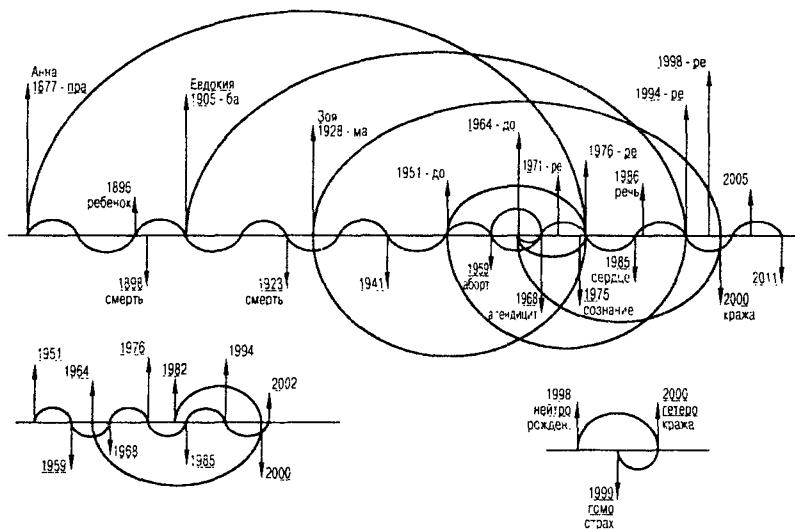 Анна
1877 - пра
Евдокия
1905 - ба
Зоя
1928 - ма
1964 - до
1998 - ре
1994 - ре
1976 - ре
1971 - ре
1951 - до
1896
ребенок
1986
речь
2005
1898
смерть
1923
смерть
1941
1959
аборт
1968
апендицит
1975
сознание
1985
сердце
2000
кража
2011
1951
1964
1976
1982
1994
2002
1959
1968
1985
2000
1998
нейтро
рожден.
2000
гетеро
кража
1999
гомо
страх